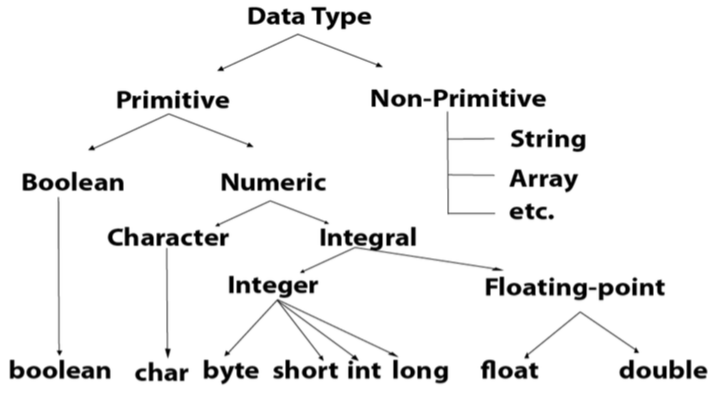 Data Type
Primitive
Non-Primitive
String
Array
etc.
Boolean
Numeric
Character
Integral
Integer
Floating-point
boolean
char
byte
short
int
long
float
double